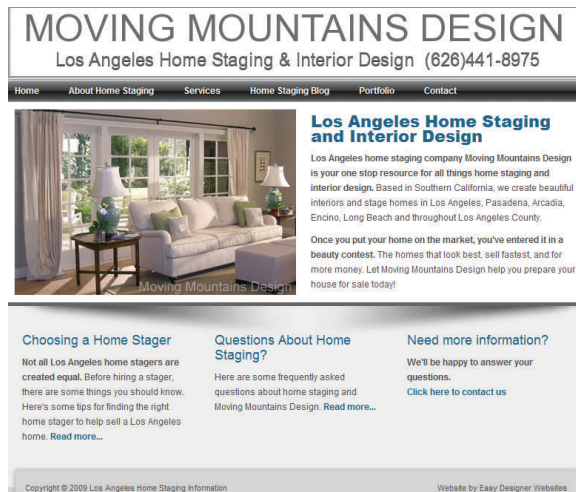 MOVING MOUNTAINS DESIGN
Los Angeles Home Staging & Interior Design (626)441-8975
Home About Home Staging Services Home Staging Blog Portfolio Contact
Moving Mountains Design
Los Angeles Home Staging
and Interior Design
Los Angeles home staging company Moving Mountains Design
is your one stop resource for all things home staging and
interior design. Based in Southern California, we create beautiful
interiors and stage homes in Los Angeles, Pasadena, Arcadia,
Encino, Long Beach and throughout Los Angeles County.
Once you put your home on the market, you've entered it in a
beauty contest. The homes that look best, sell fastest, and for
more money. Let Moving Mountains Design help you prepare your
house for sale today!
Choosing a Home Stager
Not all Los Angeles home stagers are
created equal. Before hiring a stager,
there are some things you should know.
Here's some tips for finding the right
home stager to help sell a Los Angeles
home. Read more...
Questions About Home
Staging?
Here are some frequently asked
questions about home staging and
Moving Mountains Design. Read more...
Need more information?
We'll be happy to answer your
questions.
Click here to contact us
Copyright © 2009 Los Angeles Home Staging Information
Website by Easy Designer Websites